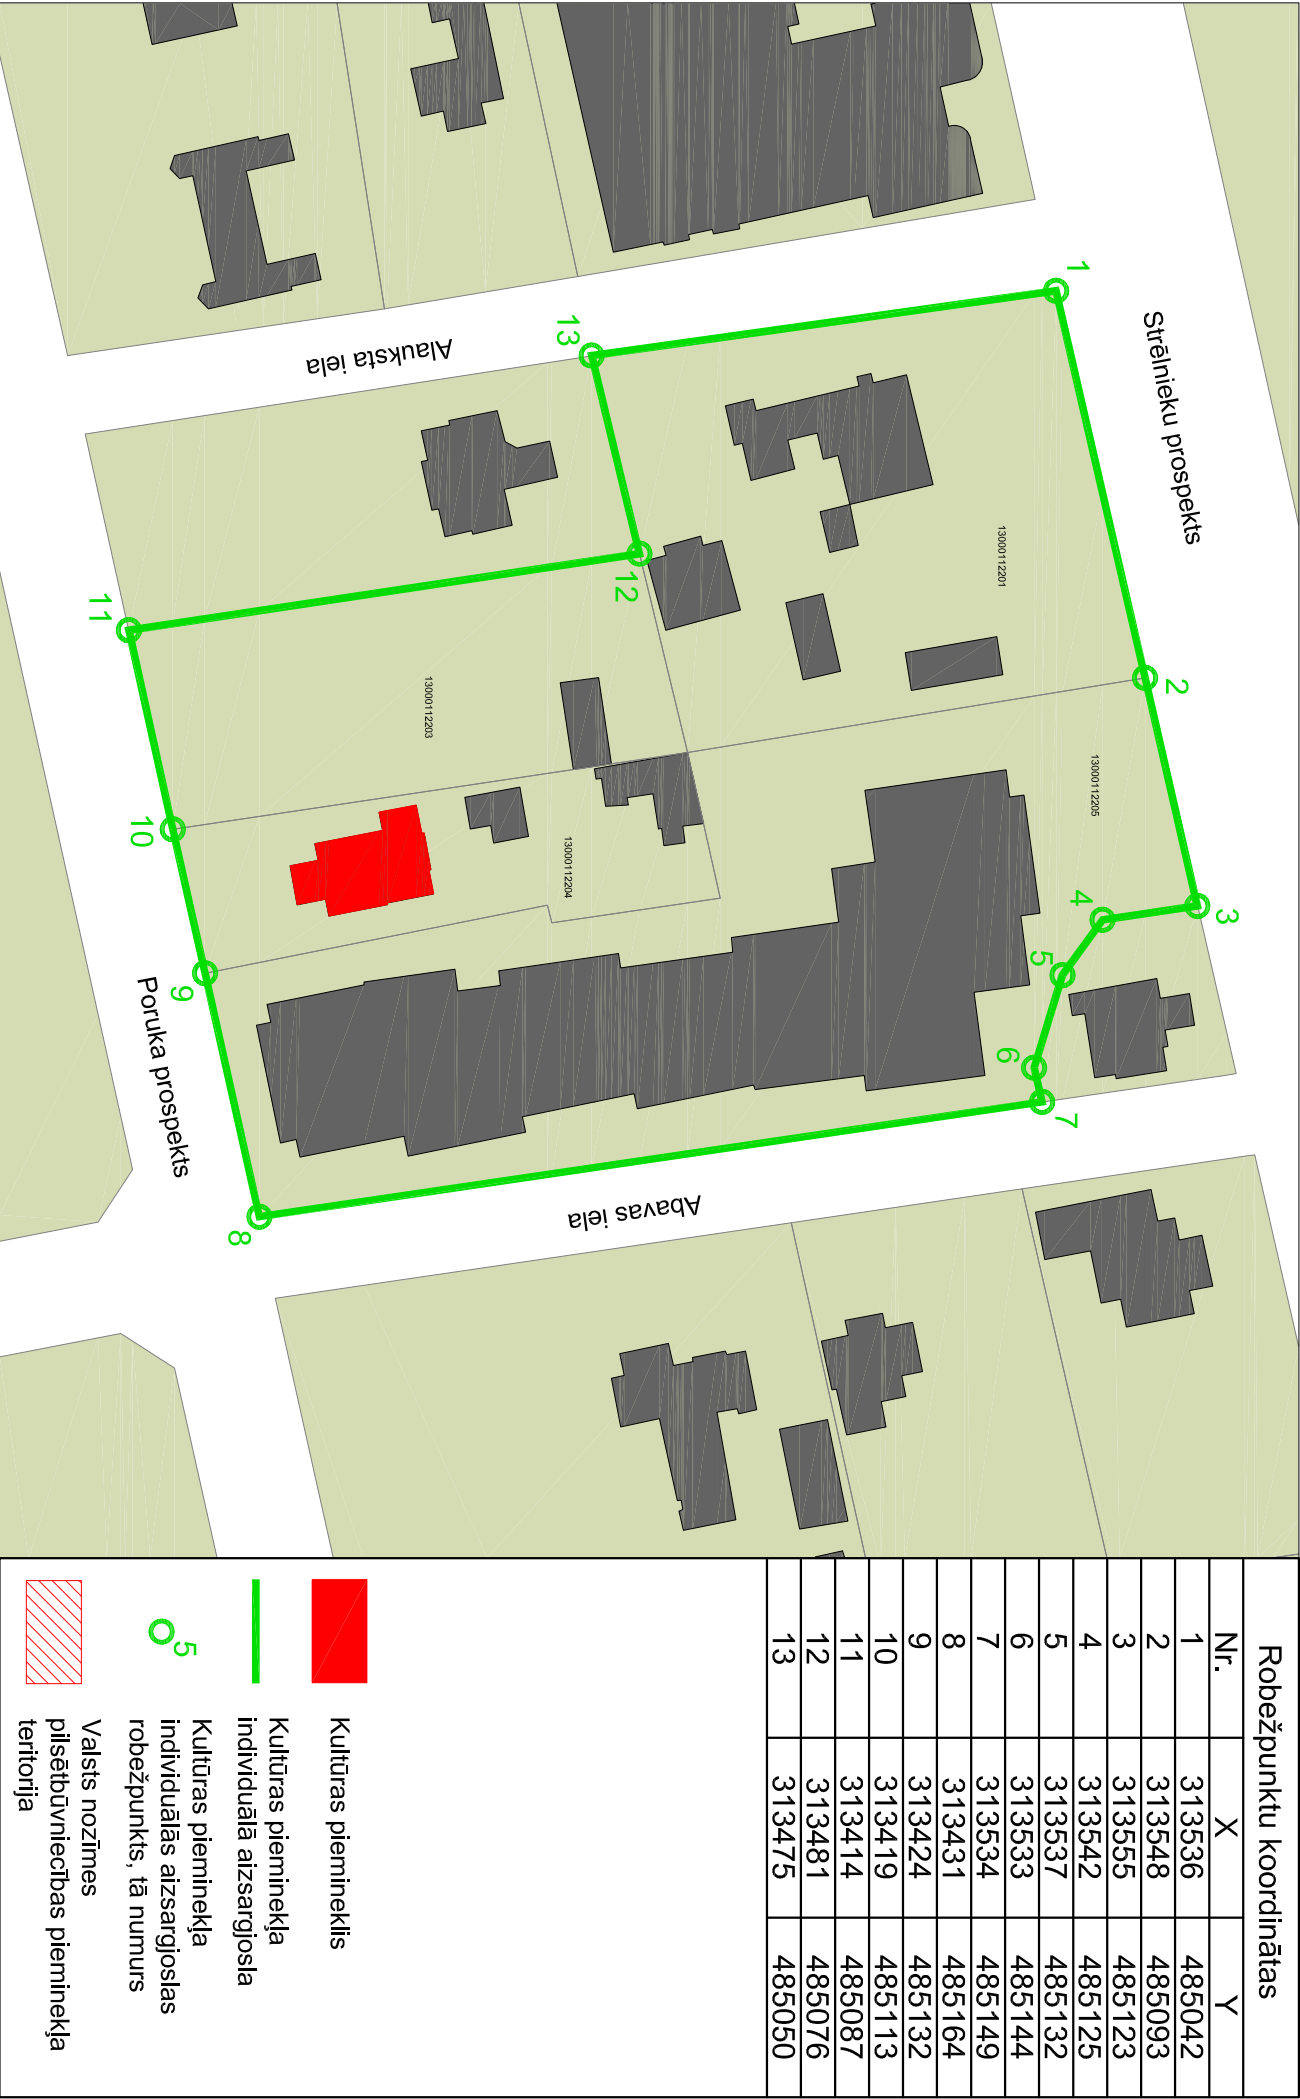 Strēlnieku prospekts
Alauksta iela
Abavas iela
Poruka prospekts
1
2
3
4
5
6
7
8
9
10
11
12
13
13000112201
13000112205
13000112203
13000112204
Robežpunktu koordinātas
Nr. X Y
1 313536 485042
2 313548 485093
3 313555 485123
4 313542 485125
5 313537 485132
6 313533 485144
7 313534 485149
8 313431 485164
9 313424 485132
10 313419 485113
11 313414 485087
12 313481 485076
13 313475 485050
Kultūras piemineklis
Kultūras pieminekļa
individuālā aizsargjosla
5
Kultūras pieminekļa
individuālās aizsargjoslas
robežpunkts, tā numurs
Valsts nozīmes
pilsētbūvniecības pieminekļa
teritorija